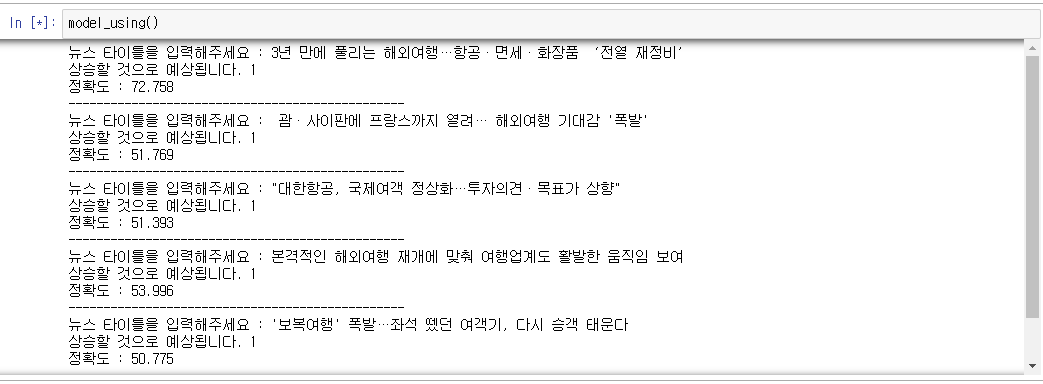 In [*]: model_using()
뉴스 타이틀을 입력해주세요 : 3년 만에 풀리는 해외여행…항공·면세·화장품 ‘전열 재정비’
상승할 것으로 예상됩니다. 1
정확도 : 72.758
------------------------------------------------
뉴스 타이틀을 입력해주세요 : 괌·사이판에 프랑스까지 열려… 해외여행 기대감 '폭발'
상승할 것으로 예상됩니다. 1
정확도 : 51.769
------------------------------------------------
뉴스 타이틀을 입력해주세요 : "대한항공, 국제여객 정상화…투자의견·목표가 상향"
상승할 것으로 예상됩니다. 1
정확도 : 51.393
------------------------------------------------
뉴스 타이틀을 입력해주세요 : 본격적인 해외여행 재개에 맞춰 여행업계도 활발한 움직임 보여
상승할 것으로 예상됩니다. 1
정확도 : 53.996
------------------------------------------------
뉴스 타이틀을 입력해주세요 : '보복여행' 폭발…좌석 뗐던 여객기, 다시 승객 태운다
상승할 것으로 예상됩니다. 1
정확도 : 50.775